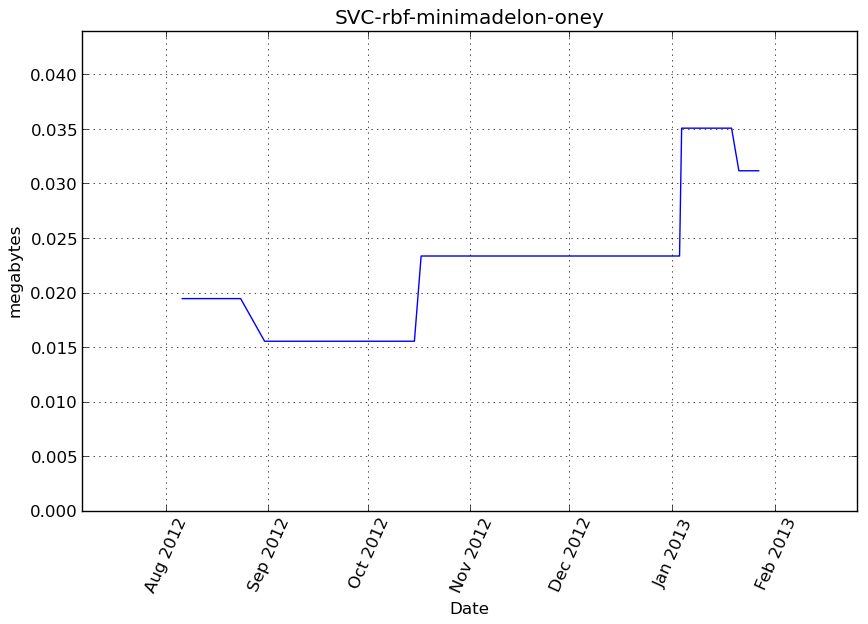 SVC-rbf-minimadelon-oney
0.040
0.035
0.030
0.025
0.020
0.015
0.010
0.005
0.000
megabytes
Aug 2012
Sep 2012
Oct 2012
Nov 2012
Dec 2012
Jan 2013
Feb 2013
Date